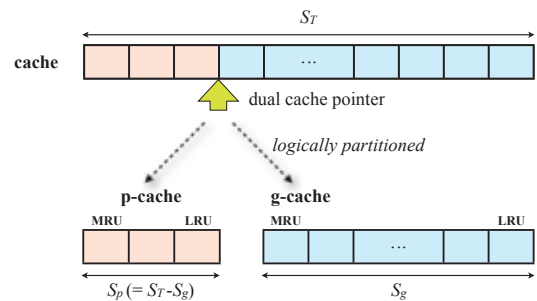 S_T
cache
...
dual cache pointer
logically partitioned
p-cache
g-cache
MRU LRU
MRU LRU
...
S_p (= S_T-S_g)
S_g